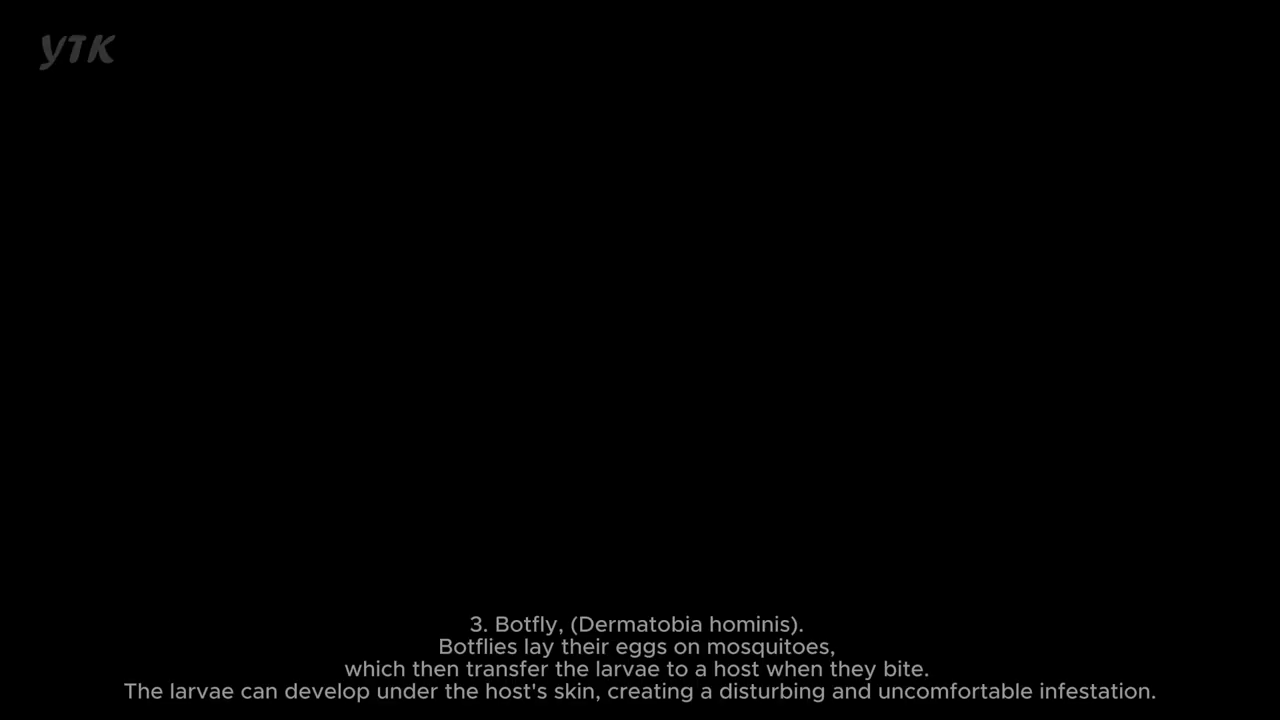 YTK
3. Botfly, (Dermatobia hominis).
Botflies lay their eggs on mosquitoes,
which then transfer the larvae to a host when they bite.
The larvae can develop under the host's skin, creating a disturbing and uncomfortable infestation.